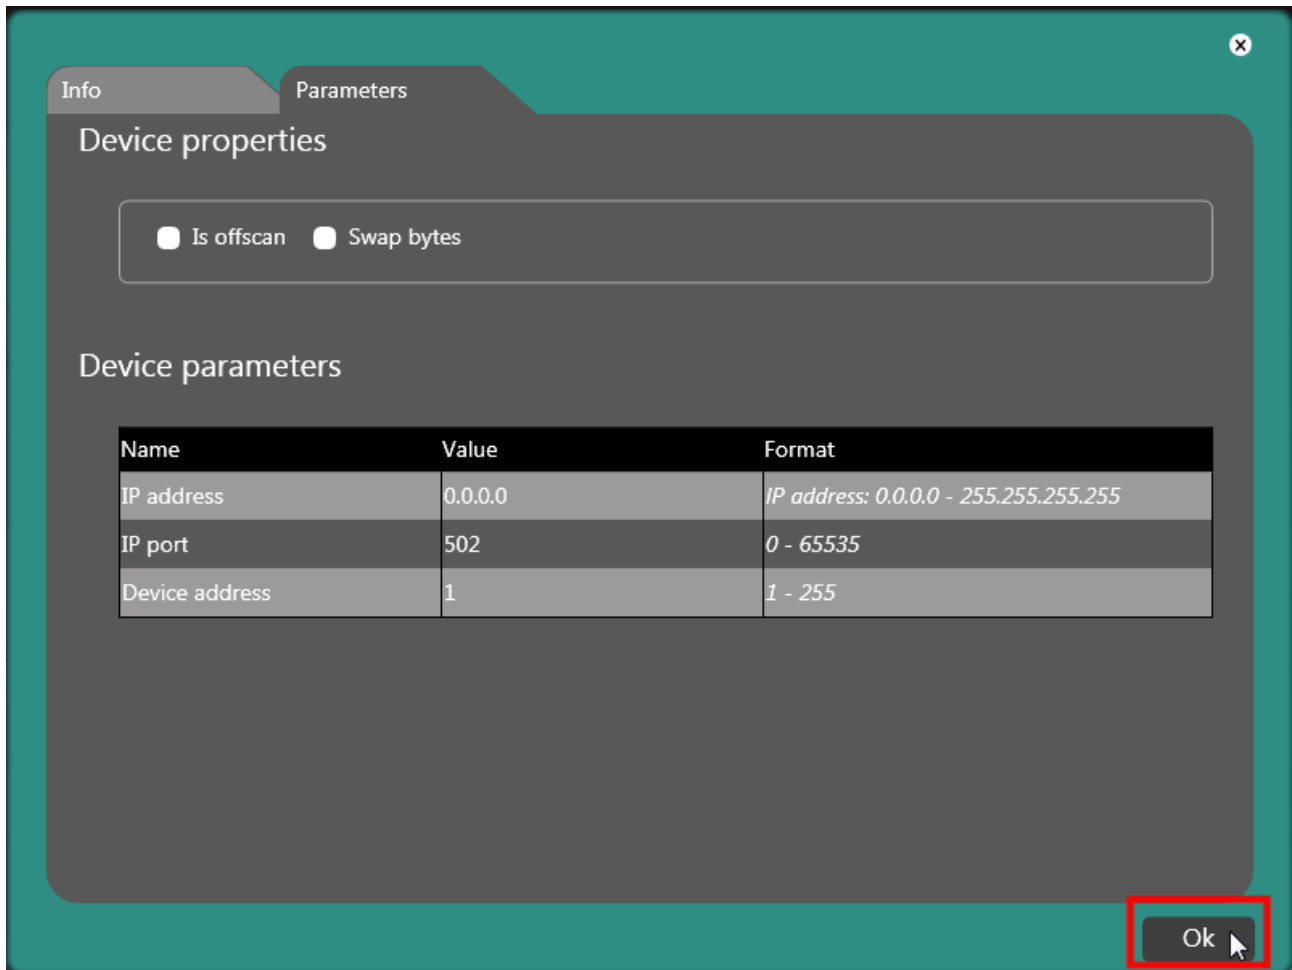 Info Parameters
Device properties
Is offscan Swap bytes
Device parameters
Name Value Format
IP address 0.0.0.0 IP address: 0.0.0.0 - 255.255.255.255
IP port 502 0 - 65535
Device address 1 1 - 255
Ok